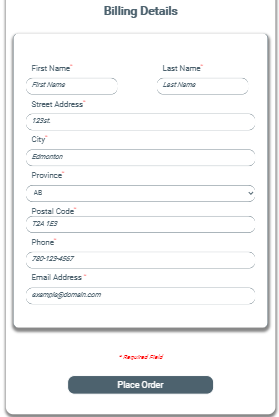 Billing Details
First Name* Last Name*
First Name Last Name
Street Address*
123st.
City*
Edmonton
Province*
AB
Postal Code*
T2A 1E3
Phone*
780-123-4567
Email Address *
example@domain.com
* Required Field
Place Order